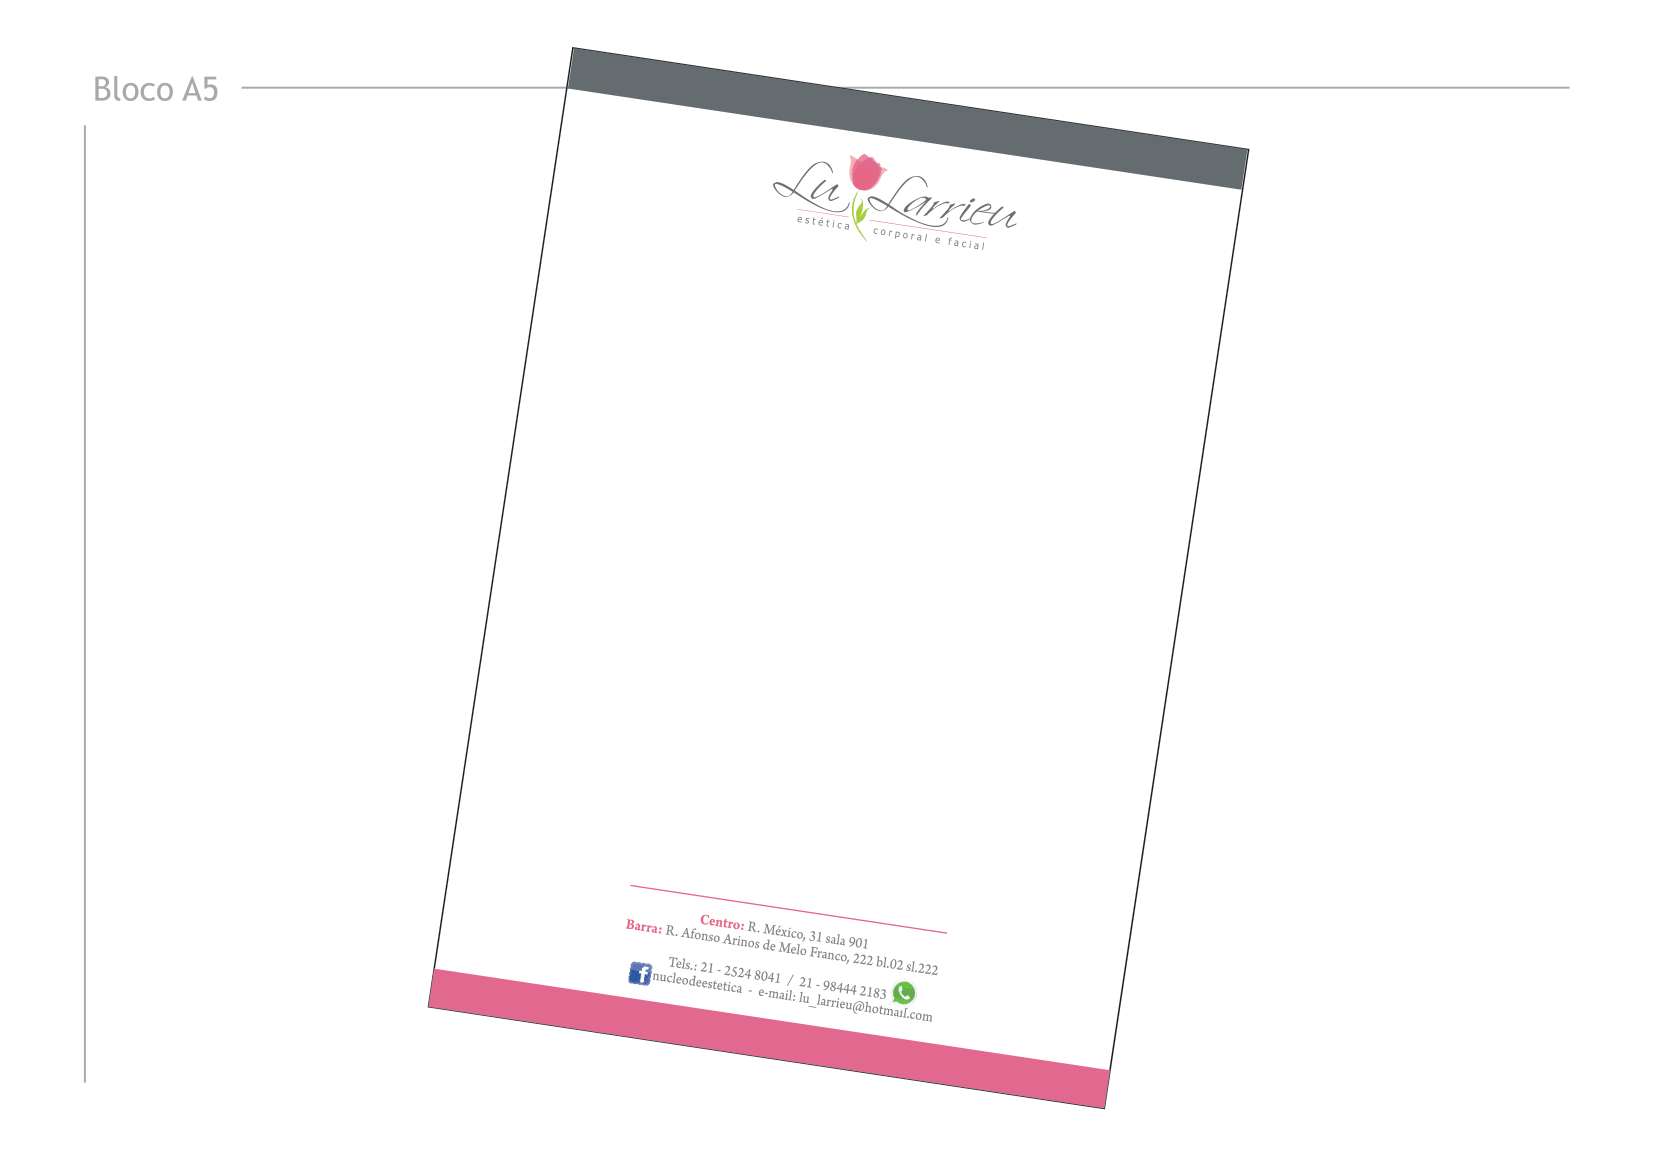 Bloco A5
Lu Larrieu
estética corporal e facial
Centro: R. México, 31 sala 901
Barra: R. Afonso Arinos de Melo Franco, 222 bl.02 sl.222
Tels.: 21 - 2524 8041 / 21 - 98444 2183
f nucleodeestetica - e-mail: lu_larrieu@hotmail.com